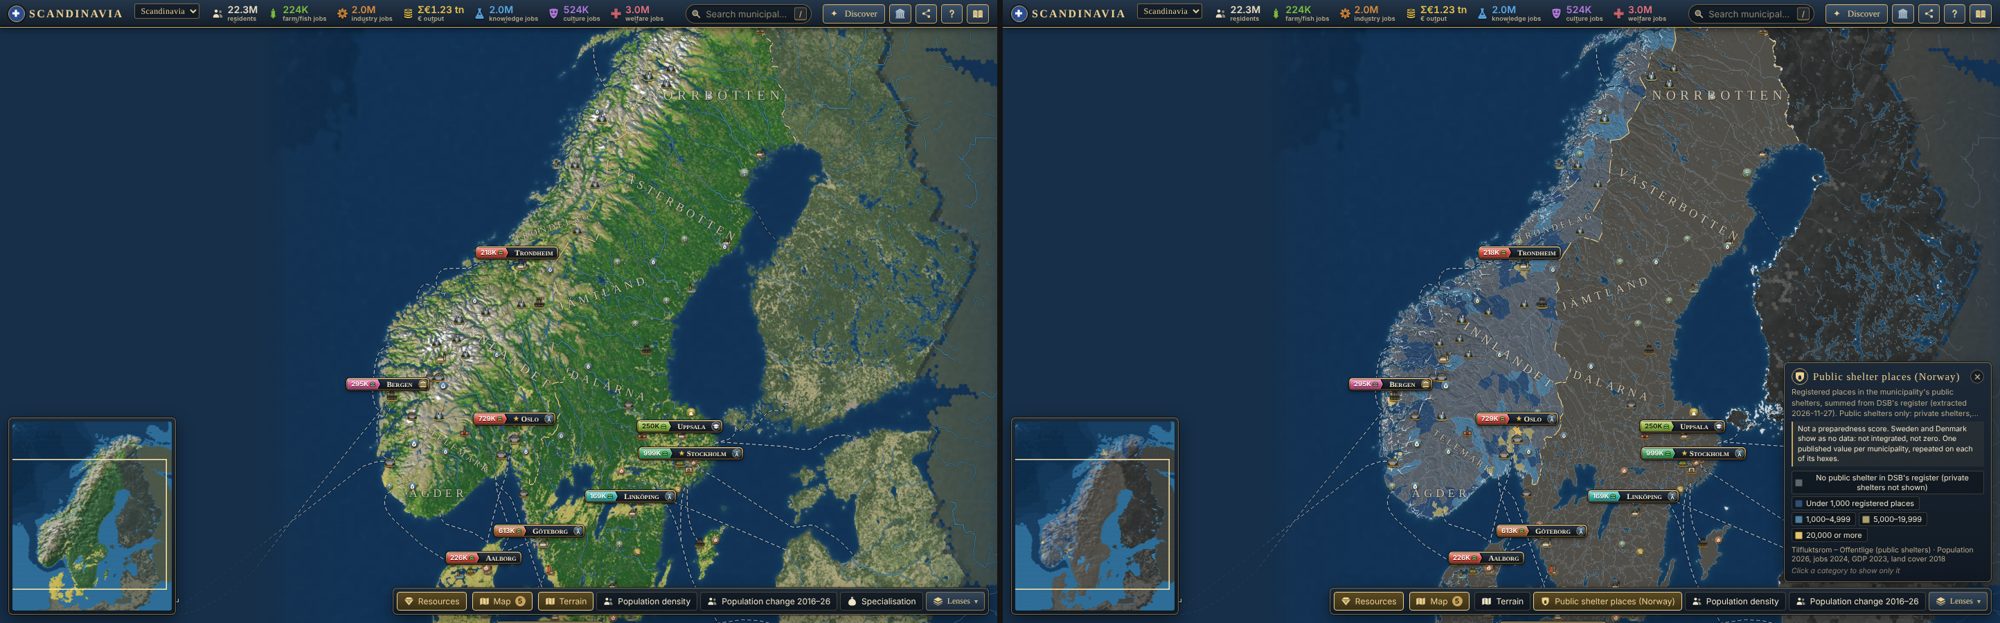 SCANDINAVIA
Scandinavia
22.3M residents
224K farm/fish jobs
2.0M industry jobs
Σ€1.23 tn € output
2.0M knowledge jobs
524K culture jobs
3.0M welfare jobs
Search municipal... /
Discover
?
NORRBOTTEN
VÄSTERBOTTEN
218K TRONDHEIM
JÄMTLAND
DALARNA
295K BERGEN
729K ★ OSLO
250K UPPSALA
999K ★ STOCKHOLM
AGDER
169K LINKÖPING
613K GÖTEBORG
226K AALBORG
Resources
Map 5
Terrain
Population density
Population change 2016–26
Specialisation
Lenses
SCANDINAVIA
Scandinavia
22.3M residents
224K farm/fish jobs
2.0M industry jobs
Σ€1.23 tn € output
2.0M knowledge jobs
524K culture jobs
3.0M welfare jobs
Search municipal... /
Discover
?
NORRBOTTEN
VÄSTERBOTTEN
TRØNDELAG
218K TRONDHEIM
JÄMTLAND
INNLANDET
DALARNA
295K BERGEN
729K ★ OSLO
250K UPPSALA
999K ★ STOCKHOLM
AGDER
169K LINKÖPING
613K GÖTEBORG
226K AALBORG
Public shelter places (Norway)
Registered places in the municipality's public
shelters, summed from DSB's register (extracted
2026-11-27). Public shelters only: private shelters,...
Not a preparedness score. Sweden and Denmark
show as no data: not integrated, not zero. One
published value per municipality, repeated on each
of its hexes.
No public shelter in DSB's register (private
shelters not shown)
Under 1,000 registered places
1,000–4,999
5,000–19,999
20,000 or more
Tilfluktsrom – Offentlige (public shelters) · Population
2026, jobs 2024, GDP 2023, land cover 2018
Click a category to show only it
Resources
Map 5
Terrain
Public shelter places (Norway)
Population density
Population change 2016–26
Lenses